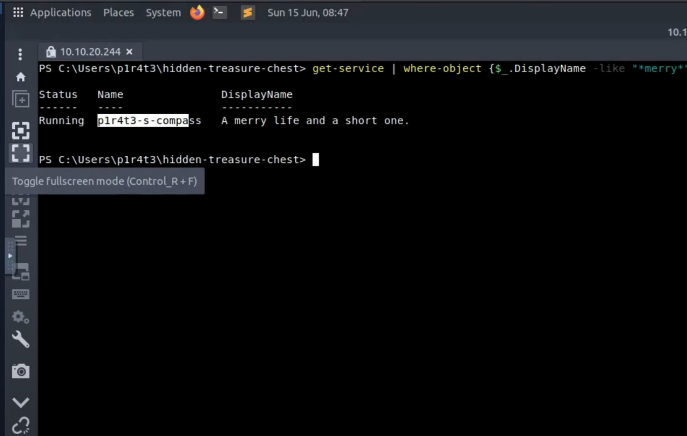 Applications Places System Sun 15 Jun, 08:47
10.1
10.10.20.244 ×
PS C:\Users\p1r4t3\hidden-treasure-chest> get-service | where-object {$_.DisplayName -like "*merry*"
Status Name DisplayName
------ ---- -----------
Running p1r4t3-s-compass A merry life and a short one.
PS C:\Users\p1r4t3\hidden-treasure-chest>
Toggle fullscreen mode (Control_R + F)